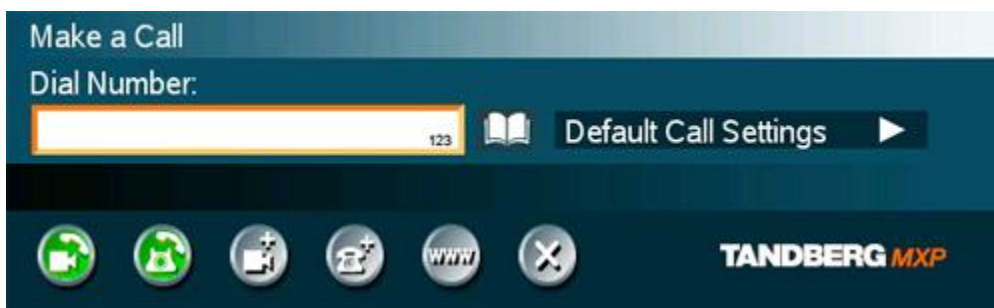 Make a Call
Dial Number:
123
Default Call Settings
www
TANDBERG MXP